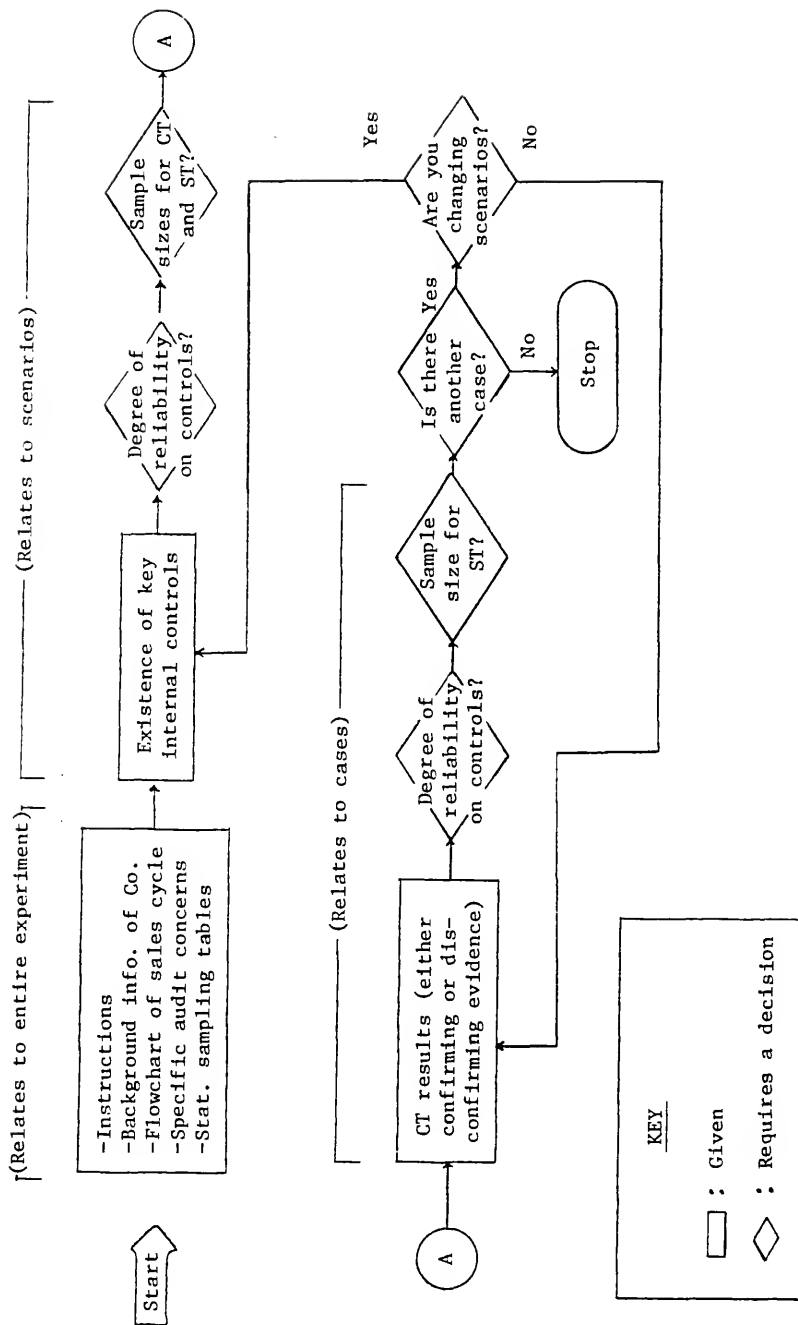 (Relates to entire experiment)
(Relates to scenarios)
Start
-Instructions
-Background info. of Co.
-Flowchart of sales cycle
-Specific audit concerns
-Stat. sampling tables
Existence of key
internal controls
Degree of
reliability
on controls?
Sample
sizes for CT
and ST?
A
(Relates to cases)
A
CT results (either
confirming or dis-
confirming evidence)
Degree of
reliability
on controls?
Sample
size for
ST?
Is there
another
case?
Yes
No
Stop
Are you
changing
scenarios?
Yes
No
KEY
: Given
: Requires a decision